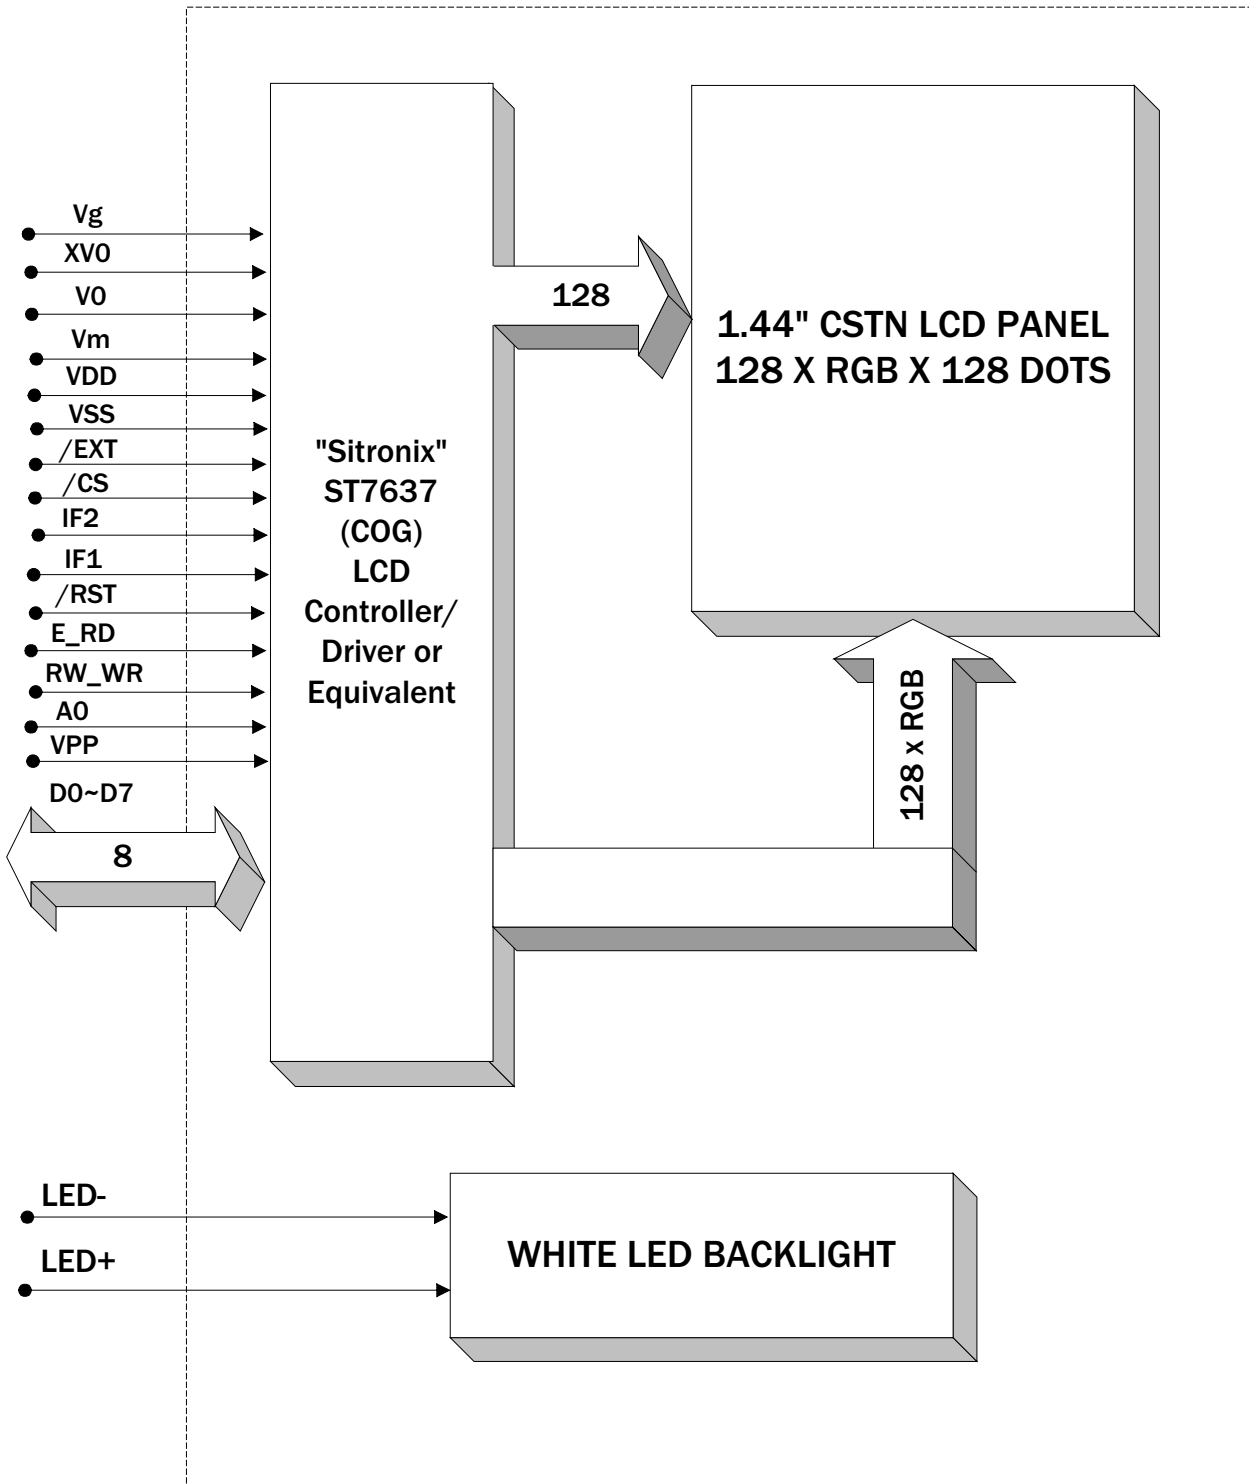 Vg
XV0
V0
Vm
VDD
VSS
/EXT
/CS
IF2
IF1
/RST
E_RD
RW_WR
A0
VPP
D0~D7
8
"Sitronix"
ST7637
(COG)
LCD
Controller/
Driver or
Equivalent
128
1.44" CSTN LCD PANEL
128 X RGB X 128 DOTS
128 x RGB
LED-
LED+
WHITE LED BACKLIGHT